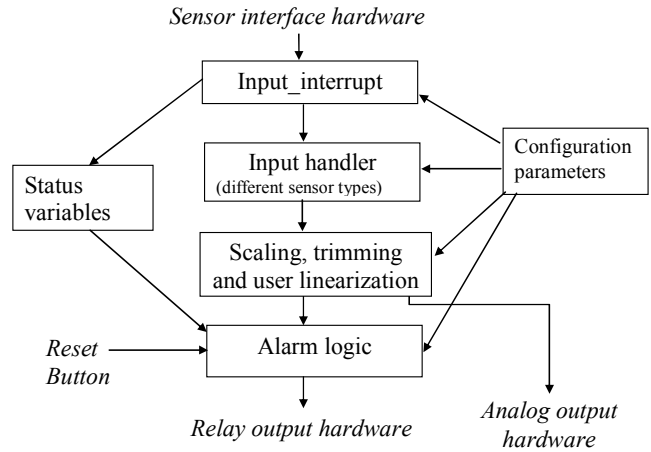 Sensor interface hardware
Input_interrupt
Input handler
(different sensor types)
Configuration
parameters
Status
variables
Scaling, trimming
and user linearization
Alarm logic
Reset
Button
Relay output hardware
Analog output
hardware